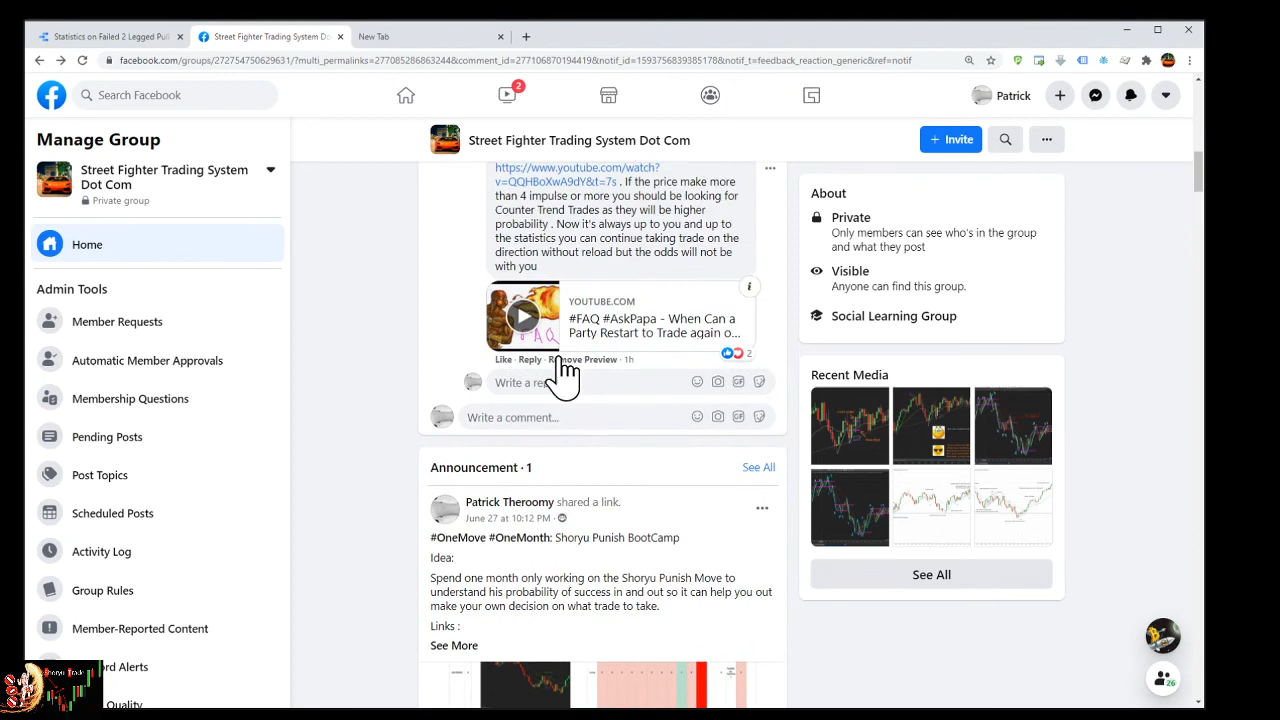 Statistics on Failed 2 Legged Pull
Street Fighter Trading System Do
New Tab
facebook.com/groups/272754750629631/?multi_permalinks=277085286863244&comment_id=277106870194419&notif_id=1593756839385178&notif_t=feedback_reaction_generic&ref=notif
Search Facebook
2
Patrick
Manage Group
Street Fighter Trading System
Dot Com
Private group
Home
Admin Tools
Member Requests
Automatic Member Approvals
Membership Questions
Pending Posts
Post Topics
Scheduled Posts
Activity Log
Group Rules
Member-Reported Content
rd Alerts
Quality
Shoryu Trade
Street Fighter Trading System Dot Com
+ Invite
https://www.youtube.com/watch?
v=QQHBoXwA9dY&t=7s . If the price make more
than 4 impulse or more you should be looking for
Counter Trend Trades as they will be higher
probability . Now it's always up to you and up to
the statistics you can continue taking trade on the
direction without reload but the odds will not be
with you
FAQ
YOUTUBE.COM
#FAQ #AskPapa - When Can a
Party Restart to Trade again o...
Like · Reply · Remove Preview · 1h
2
Write a re
Write a comment...
Announcement · 1
See All
Patrick Theroomy shared a link.
June 27 at 10:12 PM ·
#OneMove #OneMonth: Shoryu Punish BootCamp
Idea:
Spend one month only working on the Shoryu Punish Move to
understand his probability of success in and out so it can help you out
make your own decision on what trade to take.
Links :
See More
About
Private
Only members can see who's in the group
and what they post
Visible
Anyone can find this group.
Social Learning Group
Recent Media
See All
26